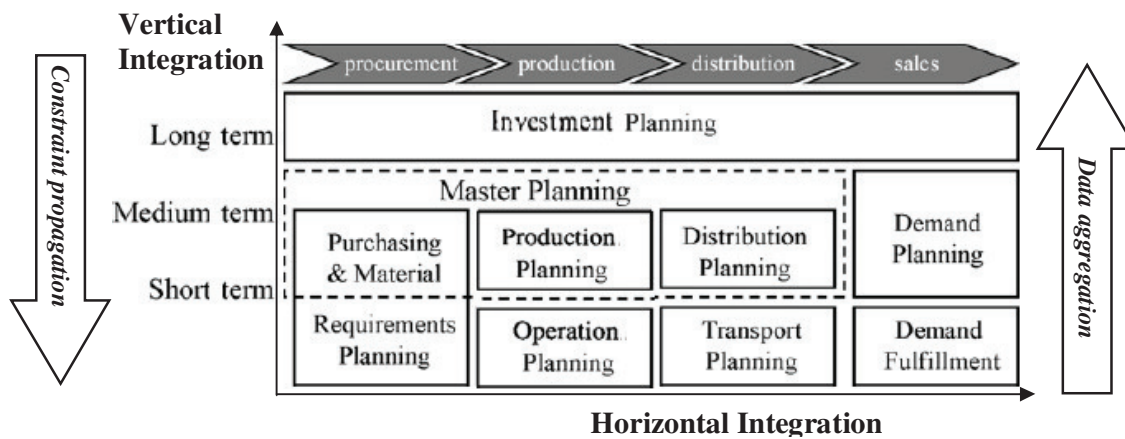 Vertical
Integration
procurement
production
distribution
sales
Constraint propagation
Data aggregation
Long term
Investment Planning
Medium term
Master Planning
Short term
Purchasing
& Material
Requirements
Planning
Production
Planning
Distribution
Planning
Demand
Planning
Operation
Planning
Transport
Planning
Demand
Fulfillment
Horizontal Integration